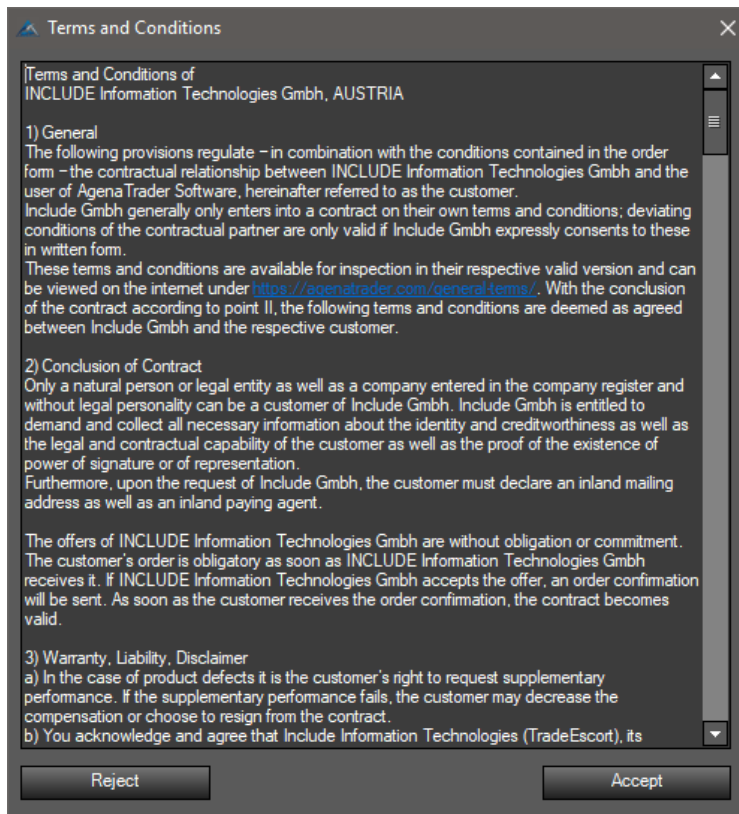 Terms and Conditions
Terms and Conditions of
INCLUDE Information Technologies Gmbh, AUSTRIA
1) General
The following provisions regulate – in combination with the conditions contained in the order
form – the contractual relationship between INCLUDE Information Technologies Gmbh and the
user of AgenaTrader Software, hereinafter referred to as the customer.
Include Gmbh generally only enters into a contract on their own terms and conditions; deviating
conditions of the contractual partner are only valid if Include Gmbh expressly consents to these
in written form.
These terms and conditions are available for inspection in their respective valid version and can
be viewed on the internet under https://agenatrader.com/general-terms/. With the conclusion
of the contract according to point II, the following terms and conditions are deemed as agreed
between Include Gmbh and the respective customer.
2) Conclusion of Contract
Only a natural person or legal entity as well as a company entered in the company register and
without legal personality can be a customer of Include Gmbh. Include Gmbh is entitled to
demand and collect all necessary information about the identity and creditworthiness as well as
the legal and contractual capability of the customer as well as the proof of the existence of
power of signature or of representation.
Furthermore, upon the request of Include Gmbh, the customer must declare an inland mailing
address as well as an inland paying agent.
The offers of INCLUDE Information Technologies Gmbh are without obligation or commitment.
The customer's order is obligatory as soon as INCLUDE Information Technologies Gmbh
receives it. If INCLUDE Information Technologies Gmbh accepts the offer, an order confirmation
will be sent. As soon as the customer receives the order confirmation, the contract becomes
valid.
3) Warranty, Liability, Disclaimer
a) In the case of product defects it is the customer's right to request supplementary
performance. If the supplementary performance fails, the customer may decrease the
compensation or choose to resign from the contract.
b) You acknowledge and agree that Include Information Technologies (TradeEscort), its
Reject
Accept